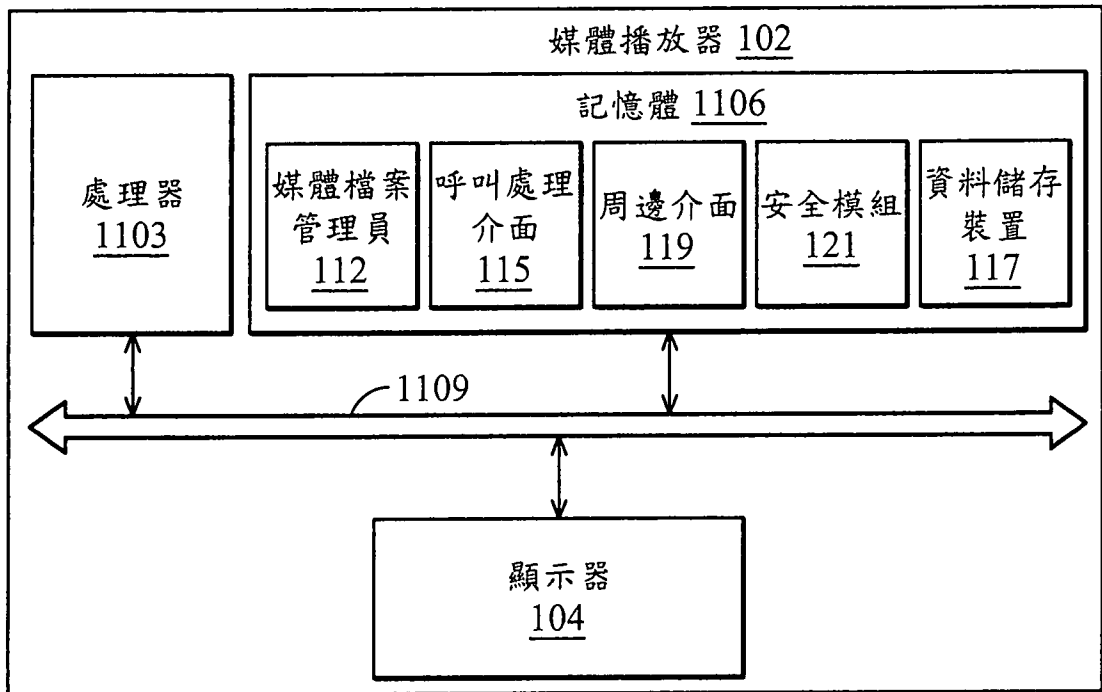 媒體播放器 102
記憶體 1106
處理器
1103
媒體檔案
管理員
112
呼叫處理
介面
115
周邊介面
119
安全模組
121
資料儲存
裝置
117
1109
顯示器
104